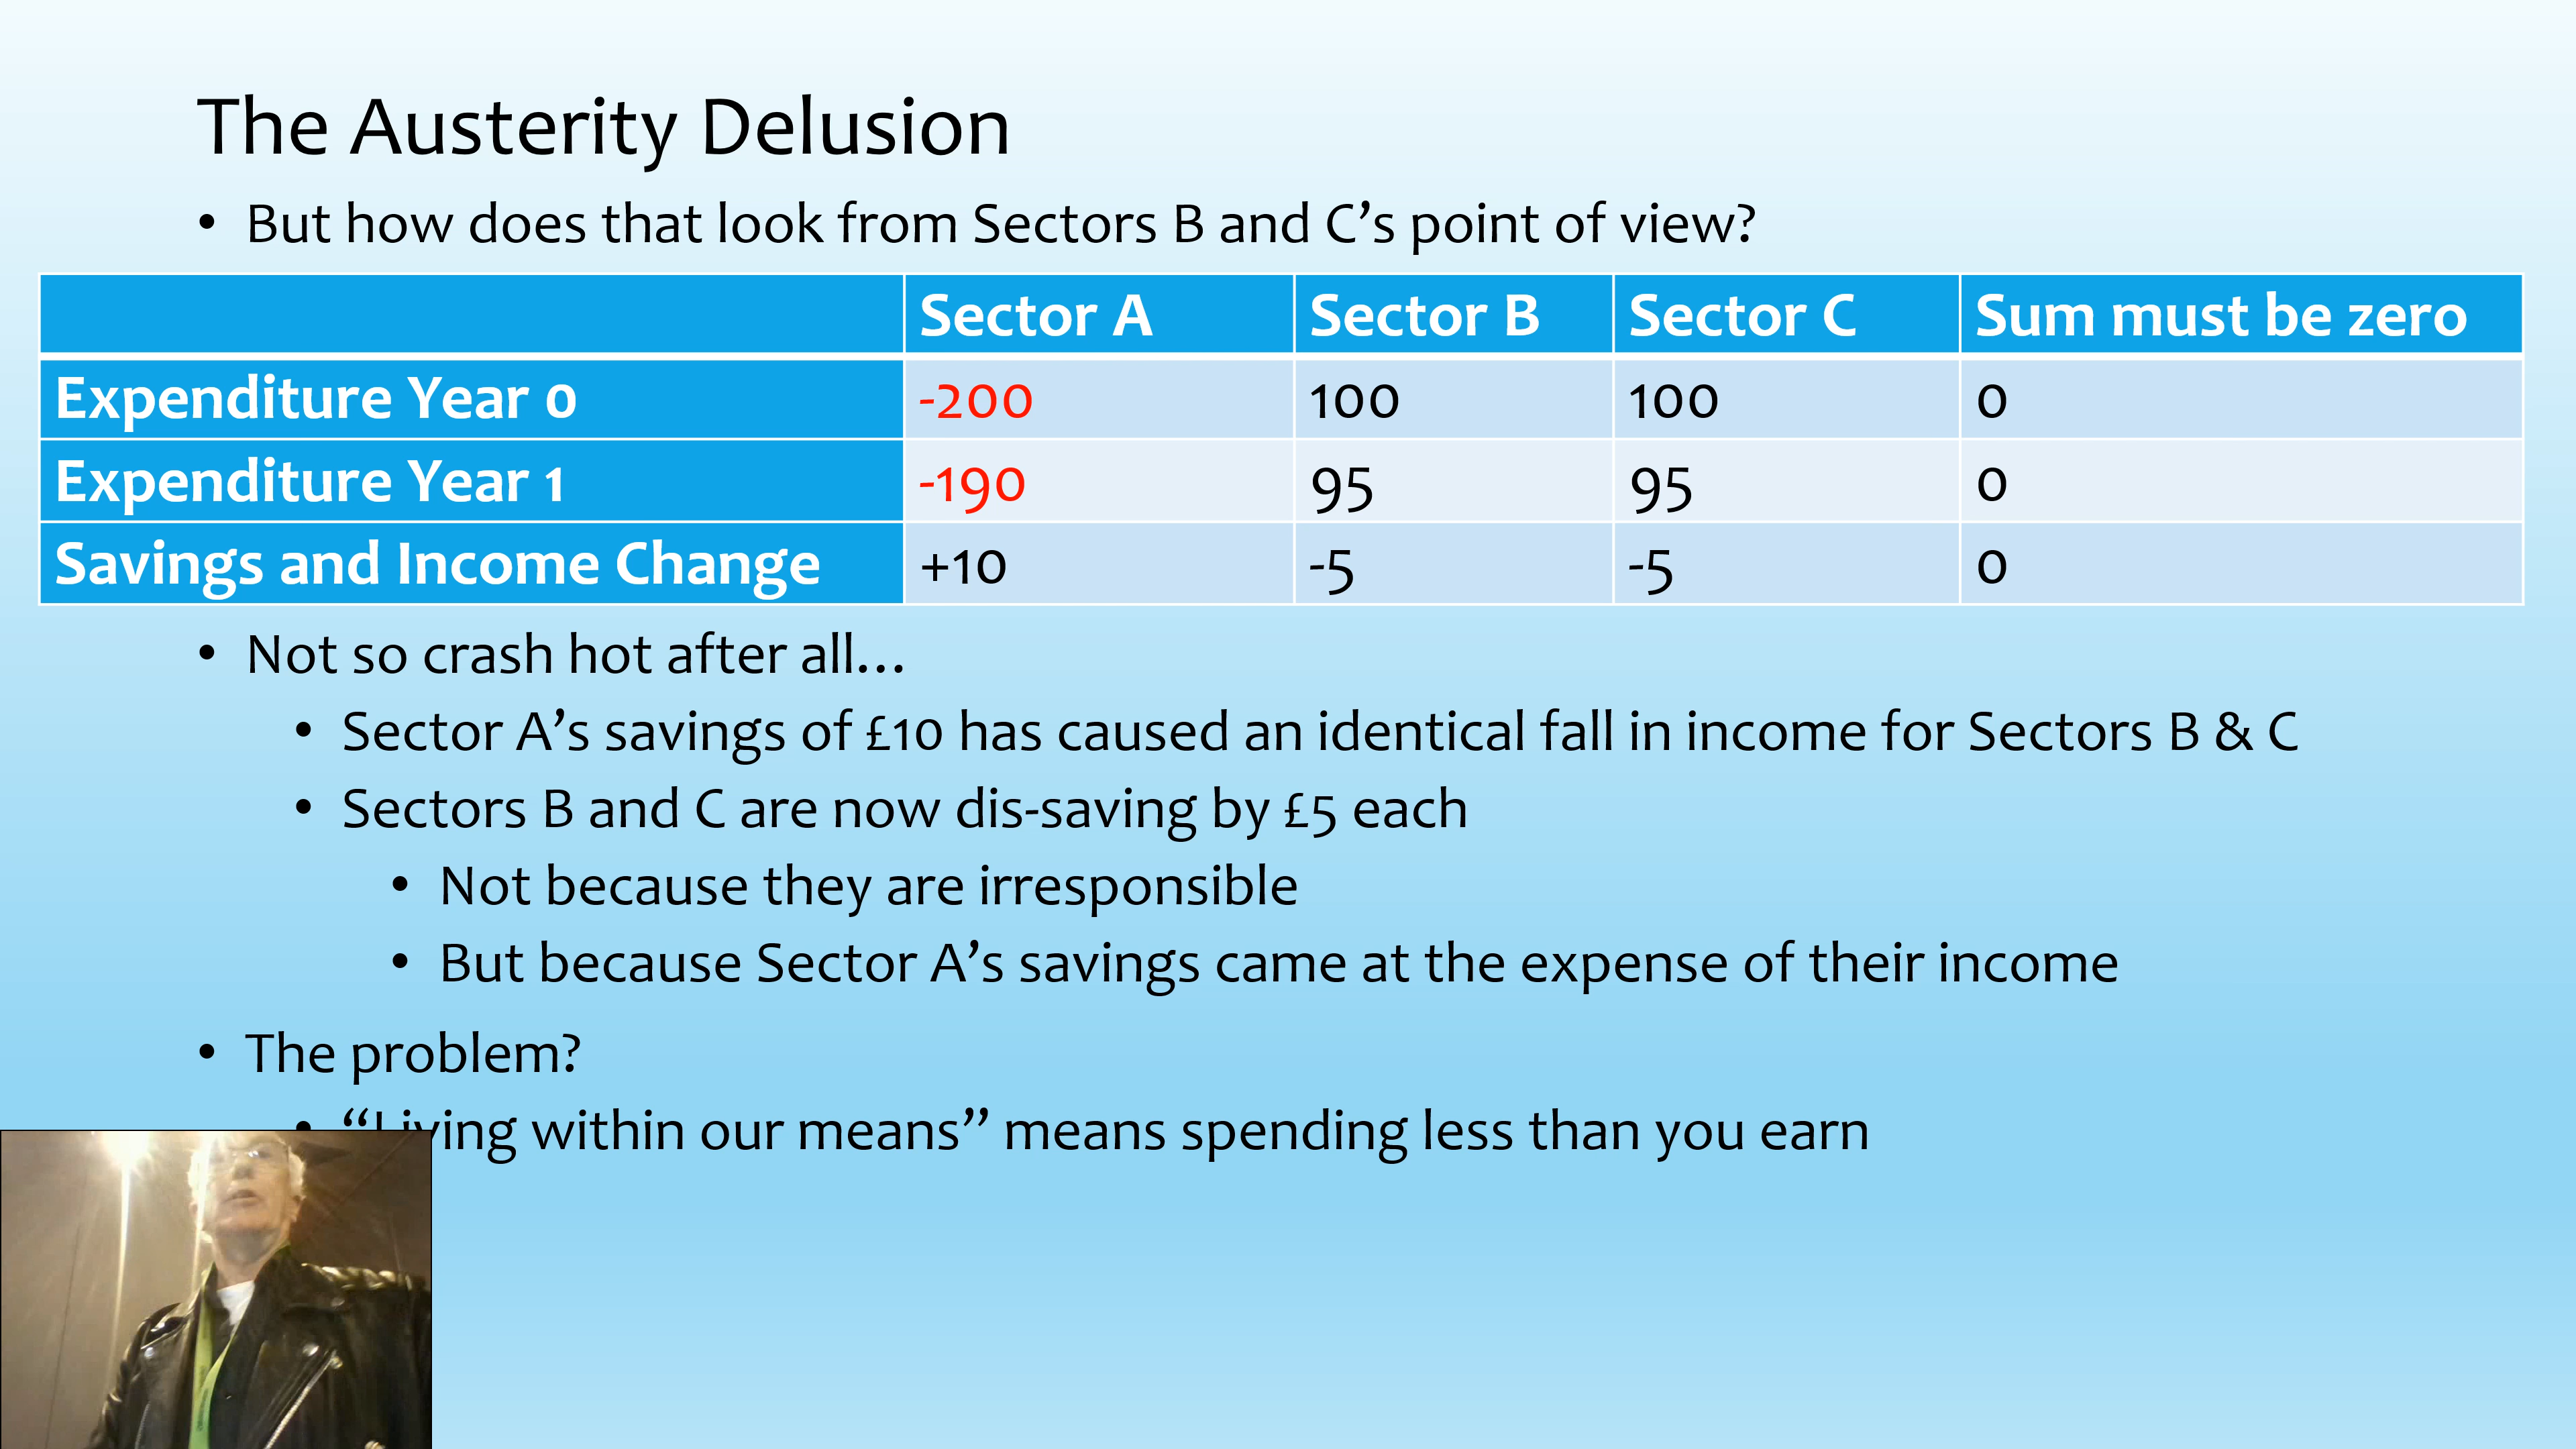 The Austerity Delusion
• But how does that look from Sectors B and C’s point of view?
Sector A Sector B Sector C Sum must be zero
Expenditure Year 0 -200 100 100 0
Expenditure Year 1 -190 95 95 0
Savings and Income Change +10 -5 -5 0
• Not so crash hot after all…
• Sector A’s savings of £10 has caused an identical fall in income for Sectors B & C
• Sectors B and C are now dis-saving by £5 each
• Not because they are irresponsible
• But because Sector A’s savings came at the expense of their income
• The problem?
• “Living within our means” means spending less than you earn